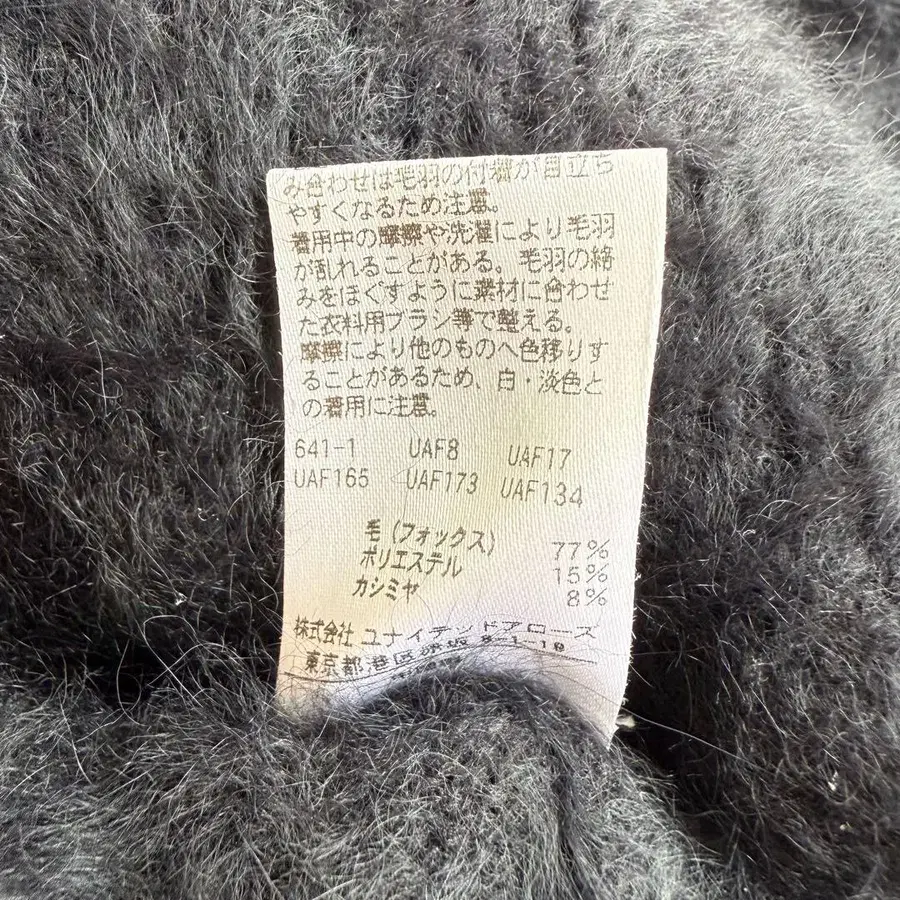 み合わせは毛羽の付着が目立ち
やすくなるため注意。
着用中の摩擦や洗濯により毛羽
が乱れることがある。毛羽の絡
みをほぐすように素材に合わせ
た衣料用ブラシ等で整える。
摩擦により他のものへ色移りす
ることがあるため、白・淡色と
の着用に注意。
641-1 UAF8 UAF17
UAF165 UAF173 UAF134
毛(フォックス) 77%
ポリエステル 15%
カシミヤ 8%
株式会社 ユナイテッドアローズ
東京都港区赤坂 8-1-19